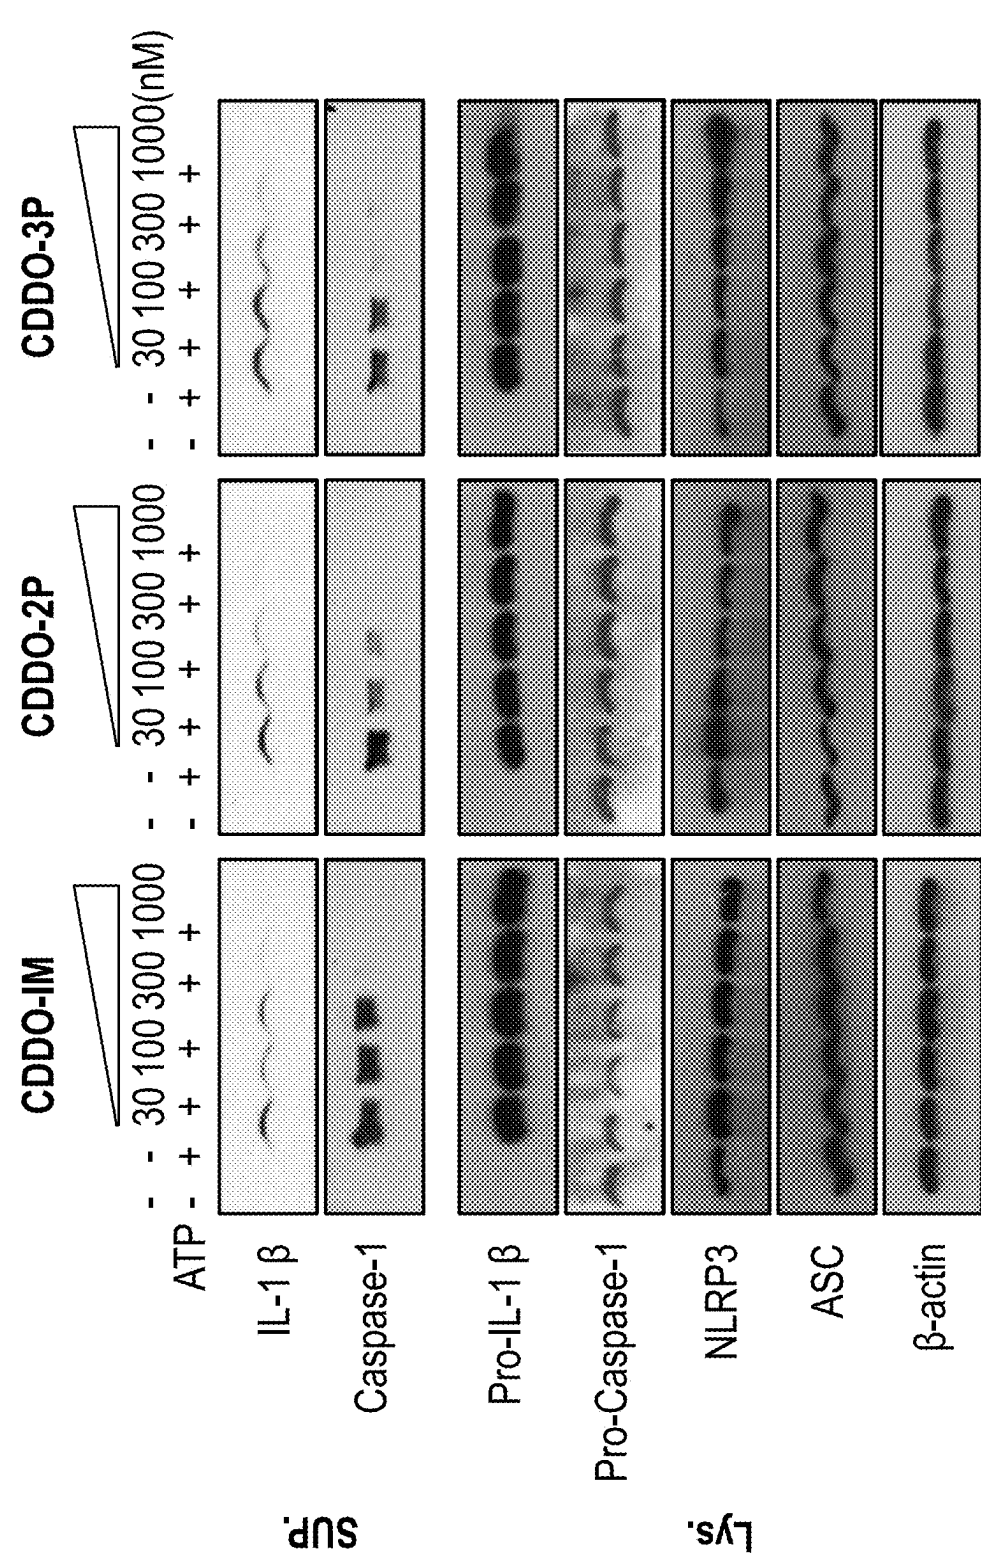 CDDO-IM CDDO-2P CDDO-3P
- - 30 100 300 1000 - - 30 100 300 1000 - - 30 100 300 1000(nM)
ATP - + + + + + - + + + + + - + + + + +
SUP.
IL-1 β
Caspase-1
Lys.
Pro-IL-1 β
Pro-Caspase-1
NLRP3
ASC
β-actin